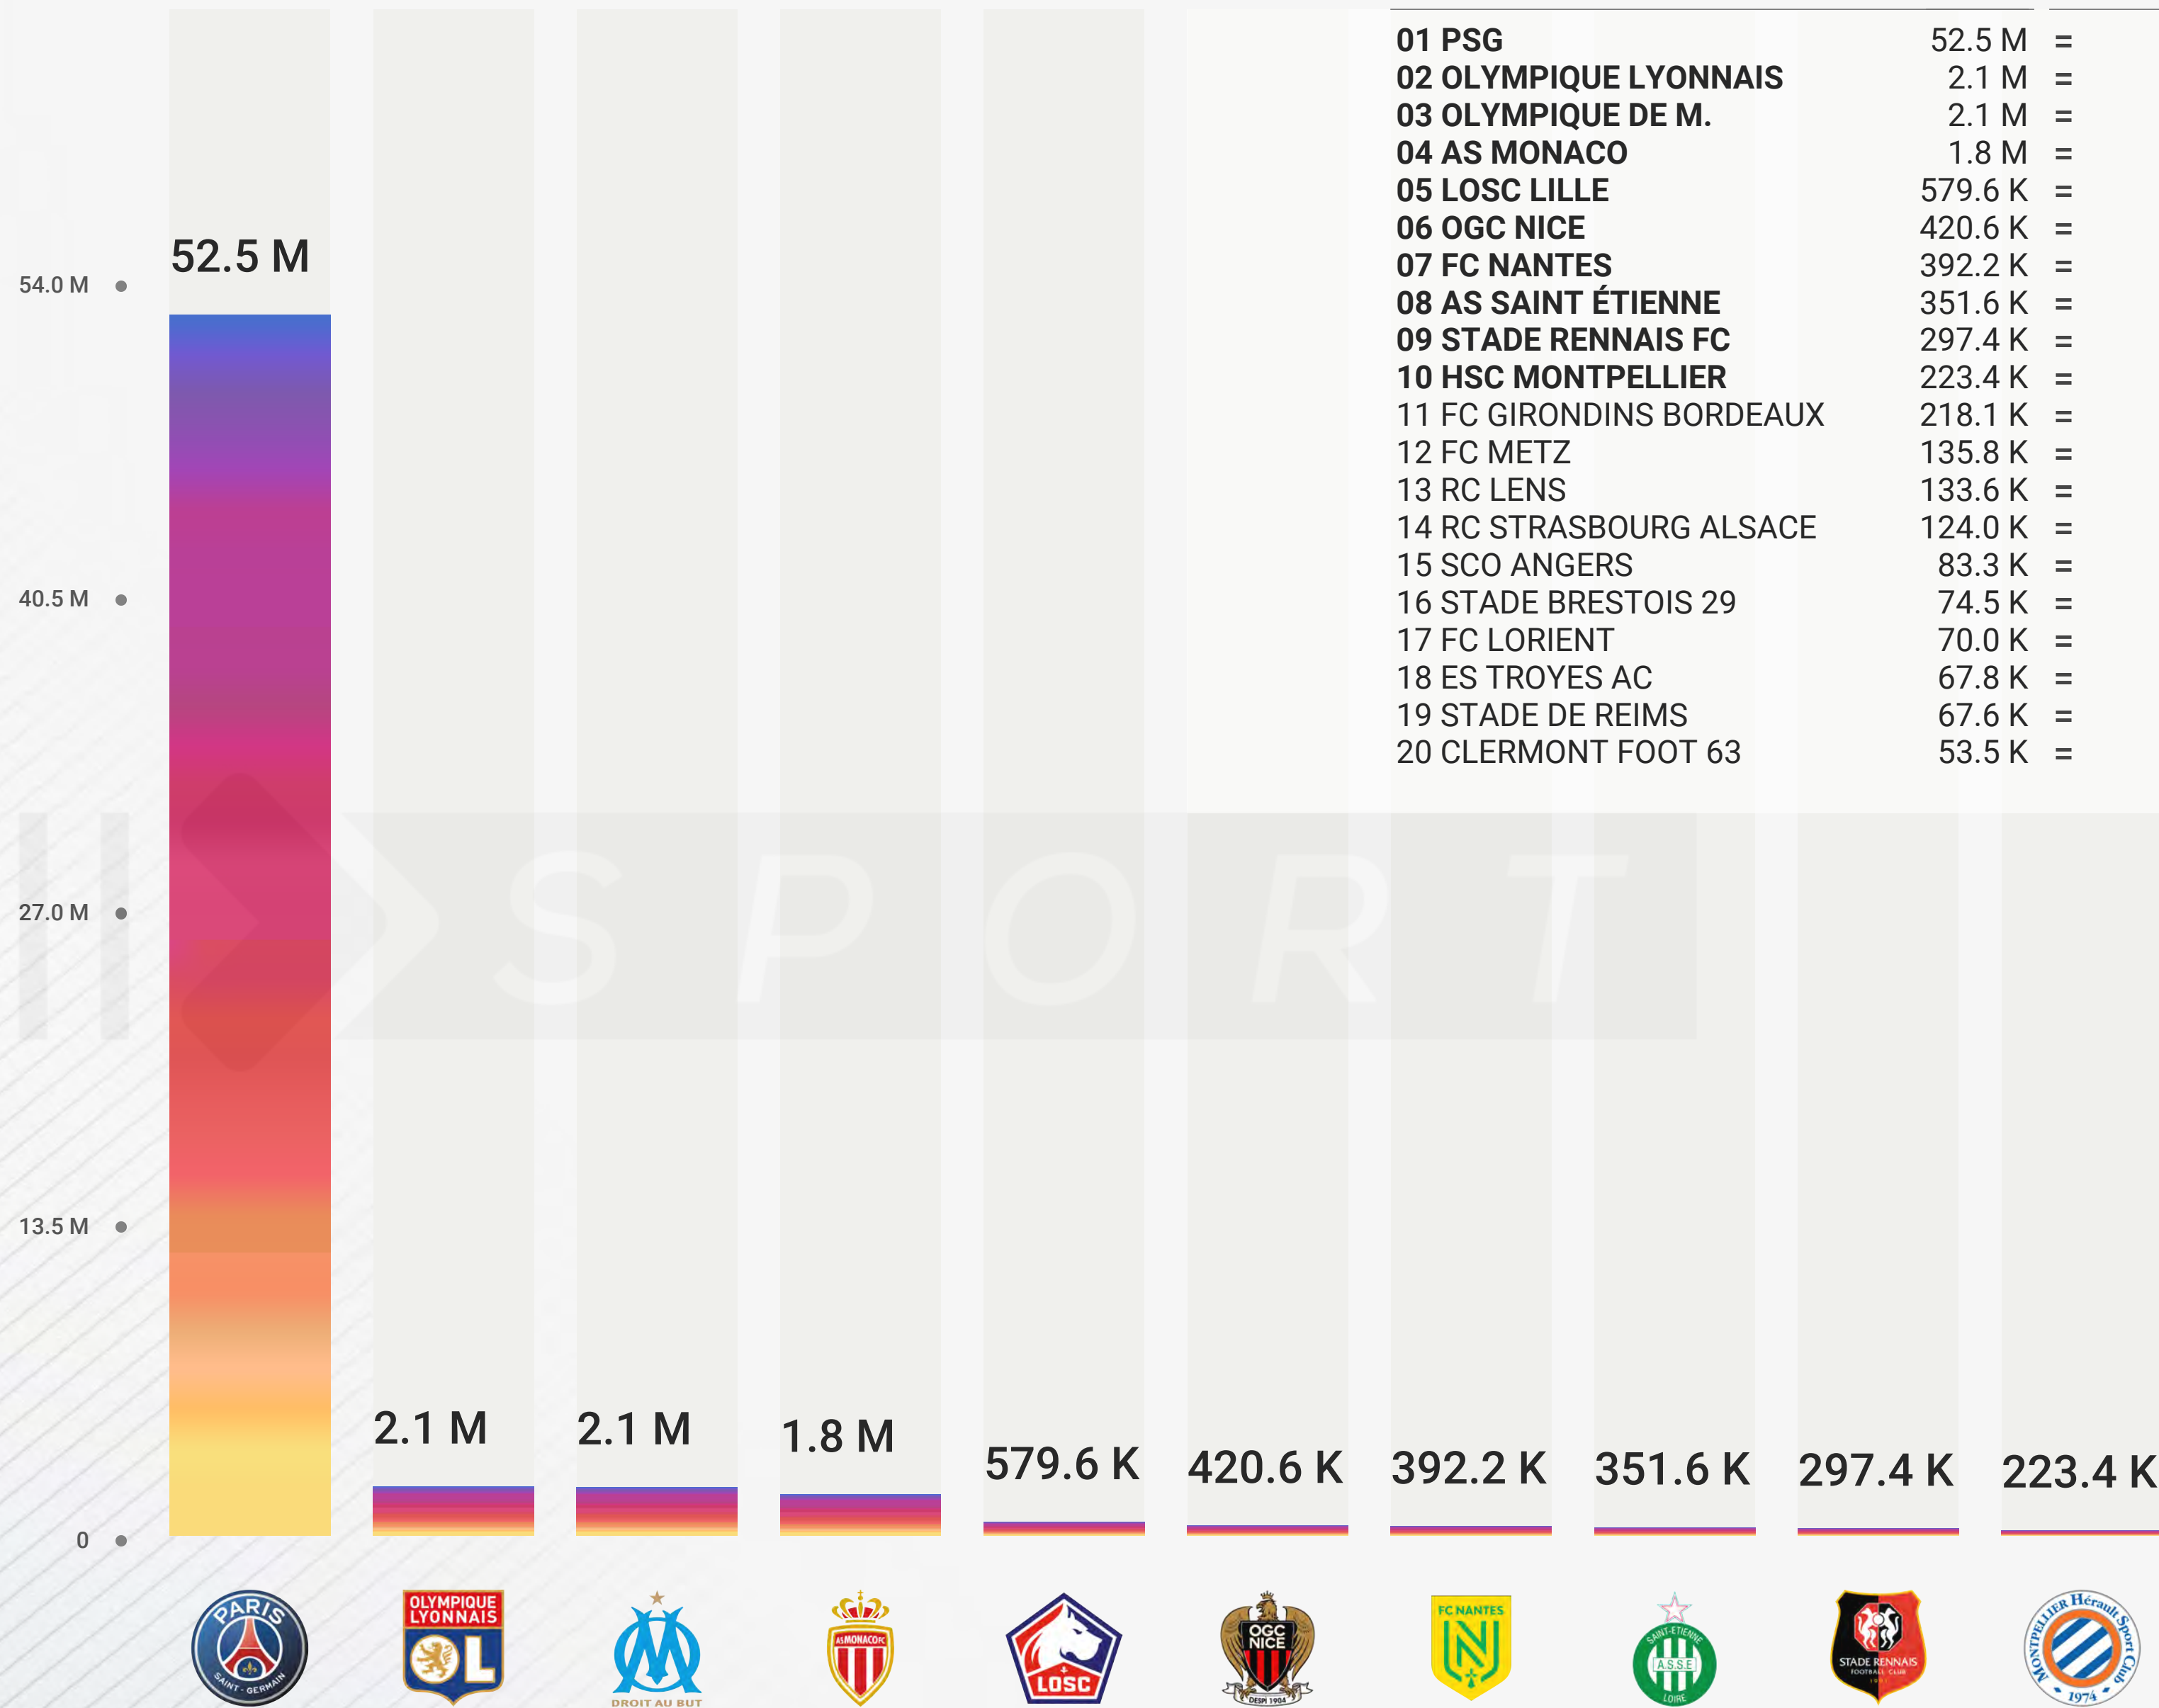 01 PSG 52.5 M =
02 OLYMPIQUE LYONNAIS 2.1 M =
03 OLYMPIQUE DE M. 2.1 M =
04 AS MONACO 1.8 M =
05 LOSC LILLE 579.6 K =
06 OGC NICE 420.6 K =
07 FC NANTES 392.2 K =
08 AS SAINT ÉTIENNE 351.6 K =
09 STADE RENNAIS FC 297.4 K =
10 HSC MONTPELLIER 223.4 K =
11 FC GIRONDINS BORDEAUX 218.1 K =
12 FC METZ 135.8 K =
13 RC LENS 133.6 K =
14 RC STRASBOURG ALSACE 124.0 K =
15 SCO ANGERS 83.3 K =
16 STADE BRESTOIS 29 74.5 K =
17 FC LORIENT 70.0 K =
18 ES TROYES AC 67.8 K =
19 STADE DE REIMS 67.6 K =
20 CLERMONT FOOT 63 53.5 K =
52.5 M
54.0 M
40.5 M
27.0 M
13.5 M
0
SPORT
2.1 M
2.1 M
1.8 M
579.6 K
420.6 K
392.2 K
351.6 K
297.4 K
223.4 K
PARIS
SAINT-GERMAIN
OLYMPIQUE
LYONNAIS
OL
M
DROIT AU BUT
AS MONACO FC
LOSC
OGC
NICE
DESPI 1904
FC NANTES
N
SAINT-ETIENNE
A.S.S.E
LOIRE
STADE RENNAIS
FOOTBALL CLUB
1901
MONTPELLIER Hérault Sport Club
1974